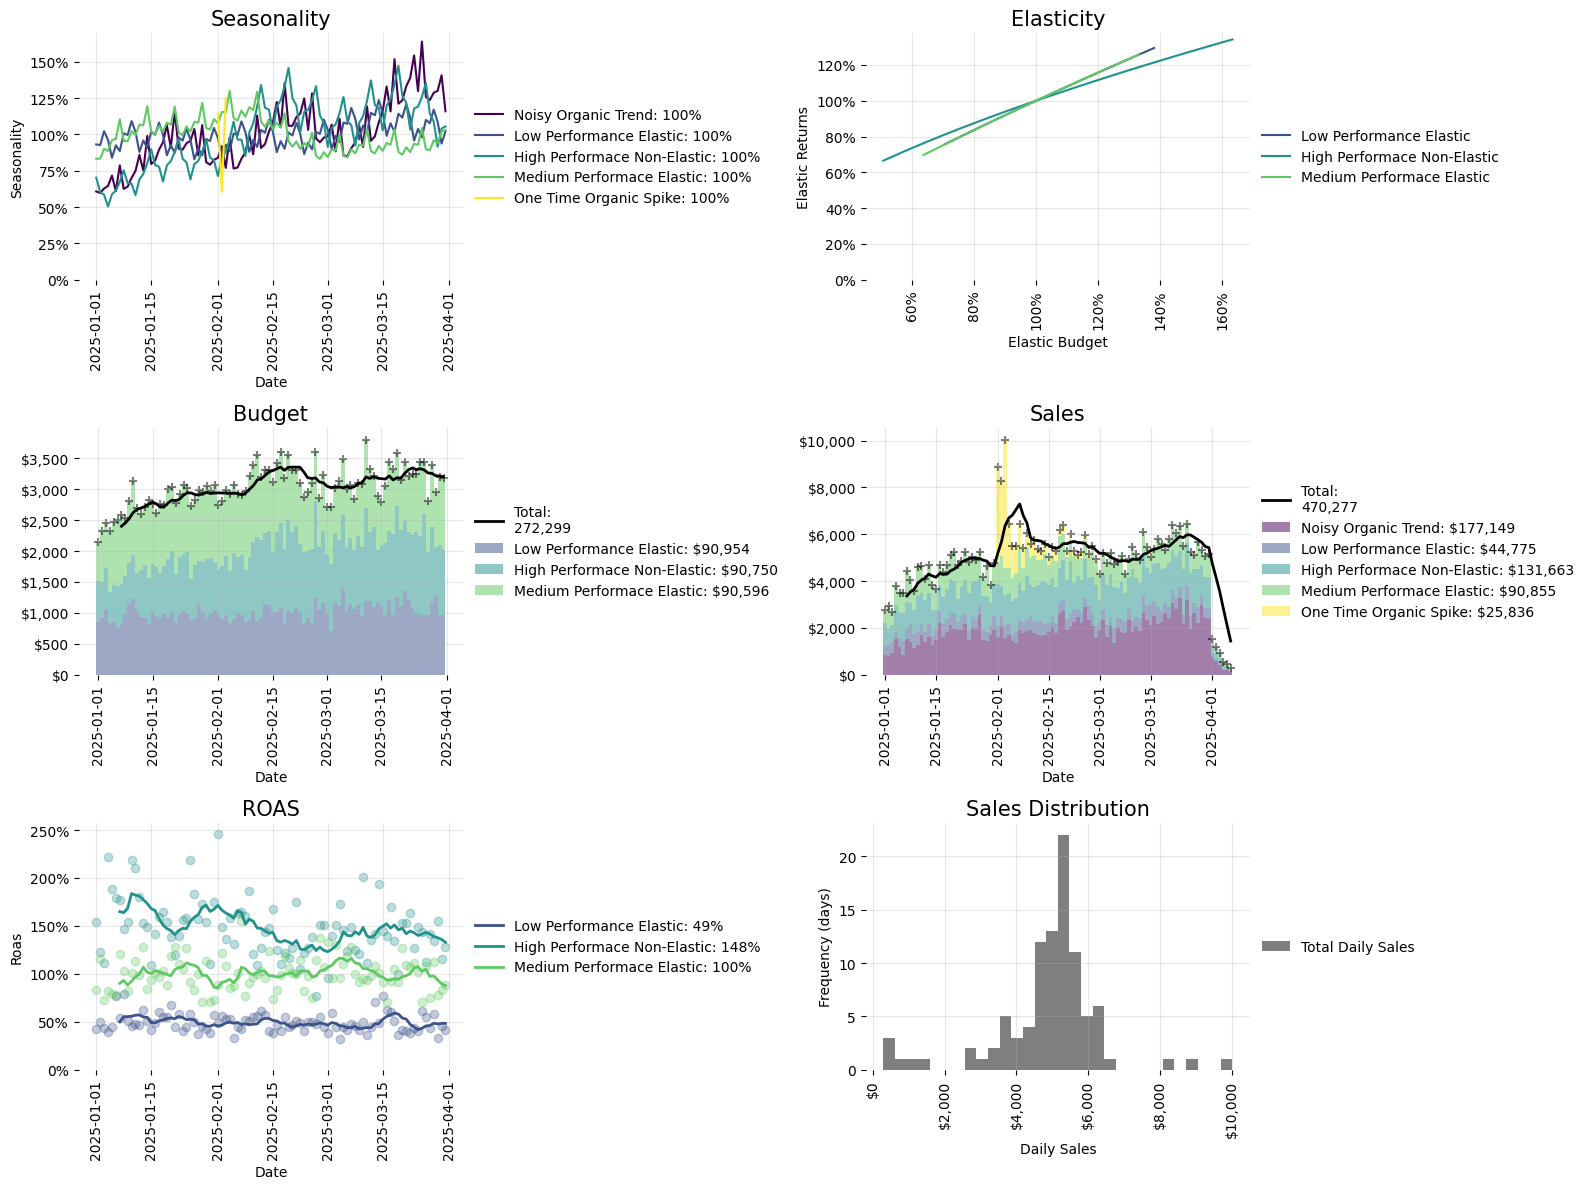 Seasonality
Seasonality
150%
125%
100%
75%
50%
25%
0%
2025-01-01
2025-01-15
2025-02-01
2025-02-15
2025-03-01
2025-03-15
2025-04-01
Date
Noisy Organic Trend: 100%
Low Performance Elastic: 100%
High Performace Non-Elastic: 100%
Medium Performace Elastic: 100%
One Time Organic Spike: 100%
Elasticity
Elastic Returns
120%
100%
80%
60%
40%
20%
0%
60%
80%
100%
120%
140%
160%
Elastic Budget
Low Performance Elastic
High Performace Non-Elastic
Medium Performace Elastic
Budget
$3,500
$3,000
$2,500
$2,000
$1,500
$1,000
$500
$0
2025-01-01
2025-01-15
2025-02-01
2025-02-15
2025-03-01
2025-03-15
2025-04-01
Date
Total:
272,299
Low Performance Elastic: $90,954
High Performace Non-Elastic: $90,750
Medium Performace Elastic: $90,596
Sales
$10,000
$8,000
$6,000
$4,000
$2,000
$0
2025-01-01
2025-01-15
2025-02-01
2025-02-15
2025-03-01
2025-03-15
2025-04-01
Date
Total:
470,277
Noisy Organic Trend: $177,149
Low Performance Elastic: $44,775
High Performace Non-Elastic: $131,663
Medium Performace Elastic: $90,855
One Time Organic Spike: $25,836
ROAS
Roas
250%
200%
150%
100%
50%
0%
2025-01-01
2025-01-15
2025-02-01
2025-02-15
2025-03-01
2025-03-15
2025-04-01
Date
Low Performance Elastic: 49%
High Performace Non-Elastic: 148%
Medium Performace Elastic: 100%
Sales Distribution
Frequency (days)
20
15
10
5
0
$0
$2,000
$4,000
$6,000
$8,000
$10,000
Daily Sales
Total Daily Sales